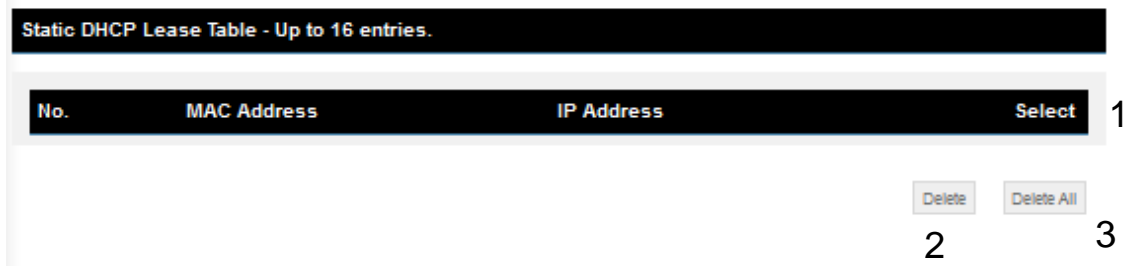 Static DHCP Lease Table - Up to 16 entries.
No. MAC Address IP Address Select 1
Delete Delete All
2 3